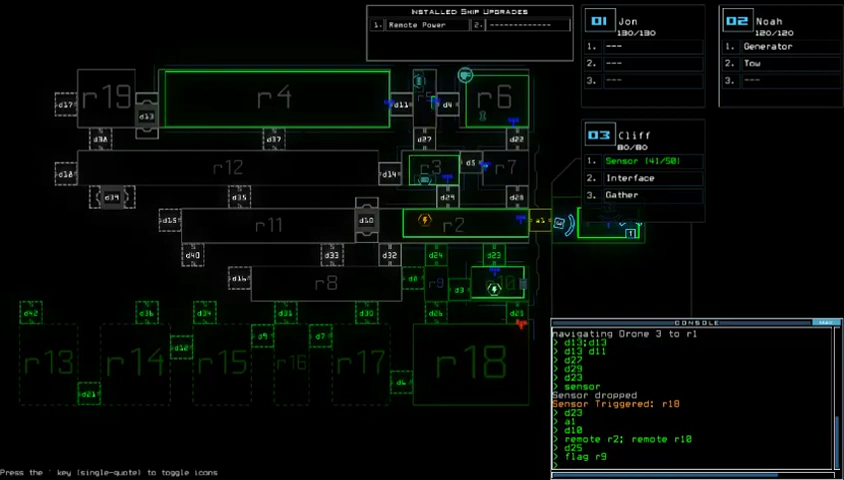 INSTALLED SHIP UPGRADES
1. Remote Power 2. -------------
01 Jon
130/130
1. ---
2. ---
3. ---
02 Noah
120/120
1. Generator
2. Tow
3. ---
03 Cliff
80/80
1. Sensor (41/50)
2. Interface
3. Gather
r19 r4 r6
d17 d13 d11 d4
d38 d37 d27 d22
r12 r3 r7
d18 d14 d5
d39 d35 d29 d28
r11 r2
d15 d10 a1
1
d40 d33 d32 d24 d23
r8 r9
d16 d3
d42 d36 d34 d31 d30 d26
r13 r14 r15 r16 r17 r18
d9 d7
d12
d6
d21
CONSOLE
navigating Drone 3 to r1
> d13;d13
> d13 d11
> d27
> d29
> d23
> sensor
Sensor dropped
Sensor Triggered: r10
> d23
> a1
> d10
> remote r2; remote r10
> d25
> flag r9
>
Press the ` key (single-quote) to toggle icons